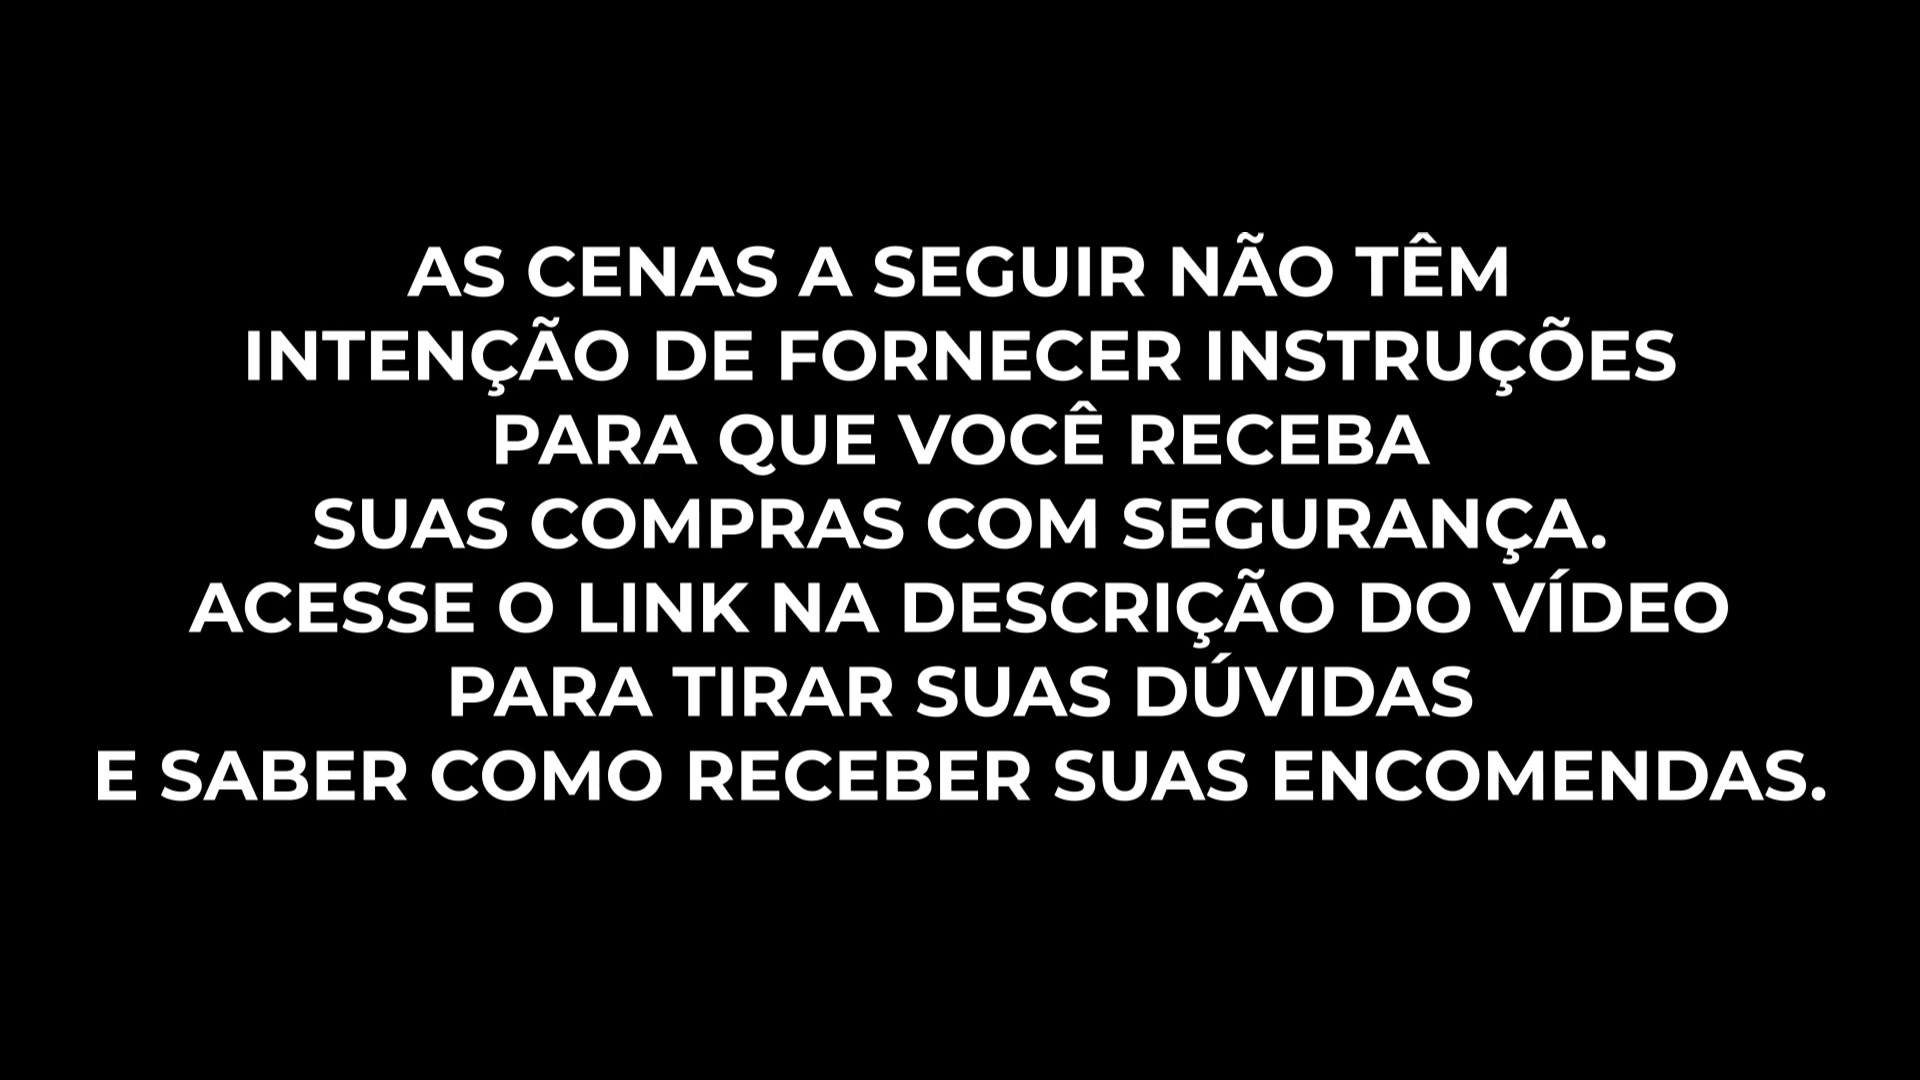 AS CENAS A SEGUIR NÃO TÊM
INTENÇÃO DE FORNECER INSTRUÇÕES
PARA QUE VOCÊ RECEBA
SUAS COMPRAS COM SEGURANÇA.
ACESSE O LINK NA DESCRIÇÃO DO VÍDEO
PARA TIRAR SUAS DÚVIDAS
E SABER COMO RECEBER SUAS ENCOMENDAS.